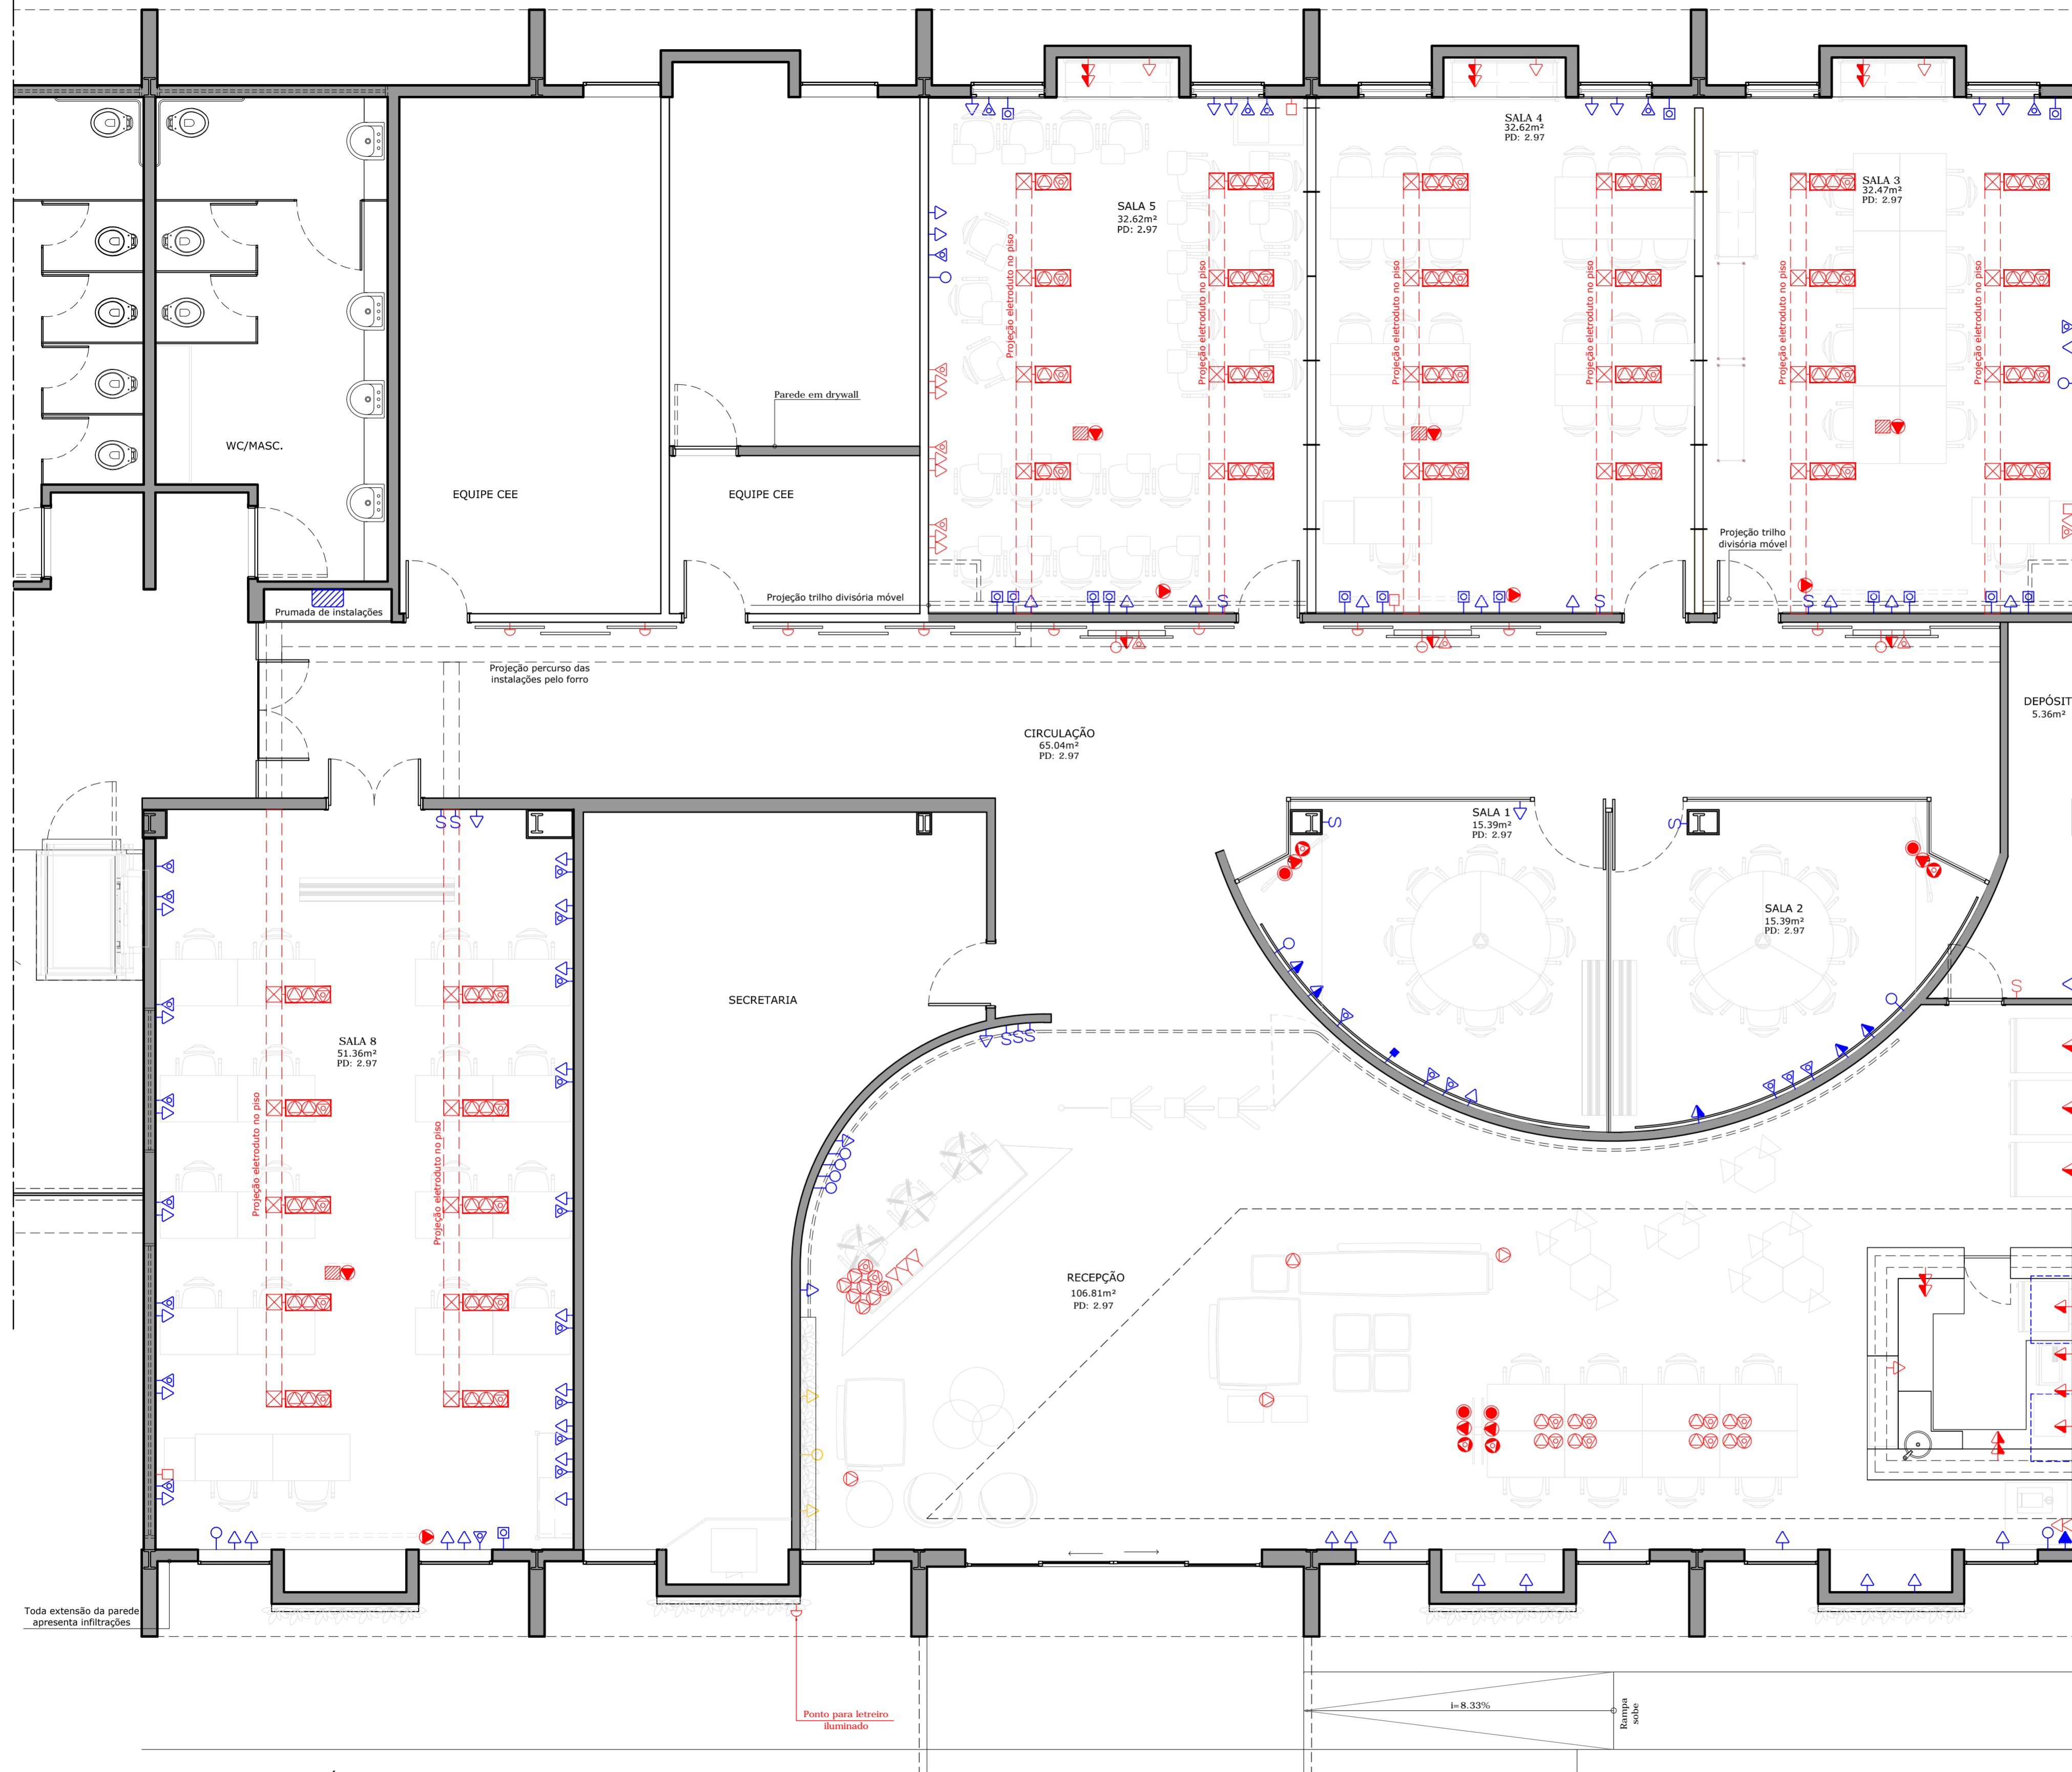 SALA 4
32.62m²
PD: 2.97
SALA 5
32.62m²
PD: 2.97
SALA 3
32.47m²
PD: 2.97
Projeção eletroduto no piso
Projeção eletroduto no piso
Projeção eletroduto no piso
Projeção eletroduto no piso
Projeção eletroduto no piso
Projeção eletroduto no piso
Parede em drywall
WC/MASC.
EQUIPE CEE
EQUIPE CEE
Projeção trilho
divisória móvel
Projeção trilho divisória móvel
Prumada de instalações
Projeção percurso das
instalações pelo forro
CIRCULAÇÃO
65.04m²
PD: 2.97
DEPÓSIT
5.36m²
S
S
S
S S
S
S
S
SSS
SALA 1
15.39m²
PD: 2.97
SALA 2
15.39m²
PD: 2.97
SECRETARIA
SALA 8
51.36m²
PD: 2.97
Projeção eletroduto no piso
Projeção eletroduto no piso
RECEPÇÃO
106.81m²
PD: 2.97
Toda extensão da parede
apresenta infiltrações
Ponto para letreiro
iluminado
i=8.33%
Rampa
sobe